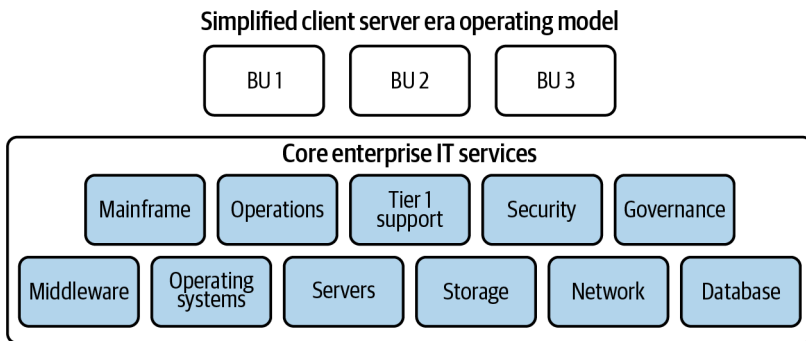 Simplified client server era operating model
BU 1
BU 2
BU 3
Core enterprise IT services
Mainframe
Operations
Tier 1
support
Security
Governance
Middleware
Operating
systems
Servers
Storage
Network
Database